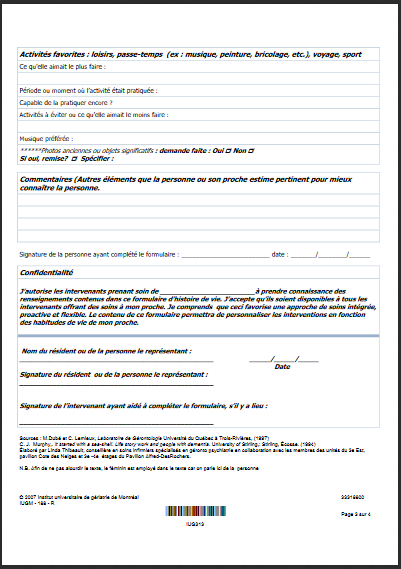 Activités favorites : loisirs, passe-temps (ex : musique, peinture, bricolage, etc.), voyage, sport
Ce qu'elle aimait le plus faire :
Période ou moment où l'activité était pratiquée :
Capable de la pratiquer encore ?
Activités à éviter ou ce qu'elle aimait le moins faire :
Musique préférée :
******Photos anciennes ou objets significatifs : demande faite : Oui ☐ Non ☐
Si oui, remise? ☐ Spécifier :
Commentaires (Autres éléments que la personne ou son proche estime pertinent pour mieux
connaître la personne.
Signature de la personne ayant complété le formulaire : ____________________ date : ______/______/______
Confidentialité
J'autorise les intervenants prenant soin de ____________________à prendre connaissance des
renseignements contenus dans ce formulaire d'histoire de vie. J'accepte qu'ils soient disponibles à tous les
intervenants offrant des soins à mon proche. Je comprends que ceci favorise une approche de soins intégrée,
proactive et flexible. Le contenu de ce formulaire permettra de personnaliser les interventions en fonction
des habitudes de vie de mon proche.
Nom du résident ou de la personne le représentant :
______/______/______
Date
Signature du résident ou de la personne le représentant :
Signature de l'intervenant ayant aidé à compléter le formulaire, s'il y a lieu :
Sources : M.Dubé et C. Lemieux, Laboratoire de Gérontologie Université du Québec à Trois-Rivières, (1997)
C. J. Murphy, It started with a sea-shell. Life story work and people with dementia. University of Stirling: Stirling, Écosse. (1994)
Élaboré par Linda Thibeault, conseillère en soins infirmiers spécialisés en géronto psychiatrie en collaboration avec les membres des unités du 3e Est,
pavillon Cote des Neiges et 3e -4e étages du Pavillon Alfred-DesRochers.
N.B. Afin de ne pas alourdir le texte, le féminin est employé dans le texte car on parle ici de la personne
© 2007 Institut universitaire de gériatrie de Montréal
IUGM - 188 - R
Page 3 sur 4
IUG313